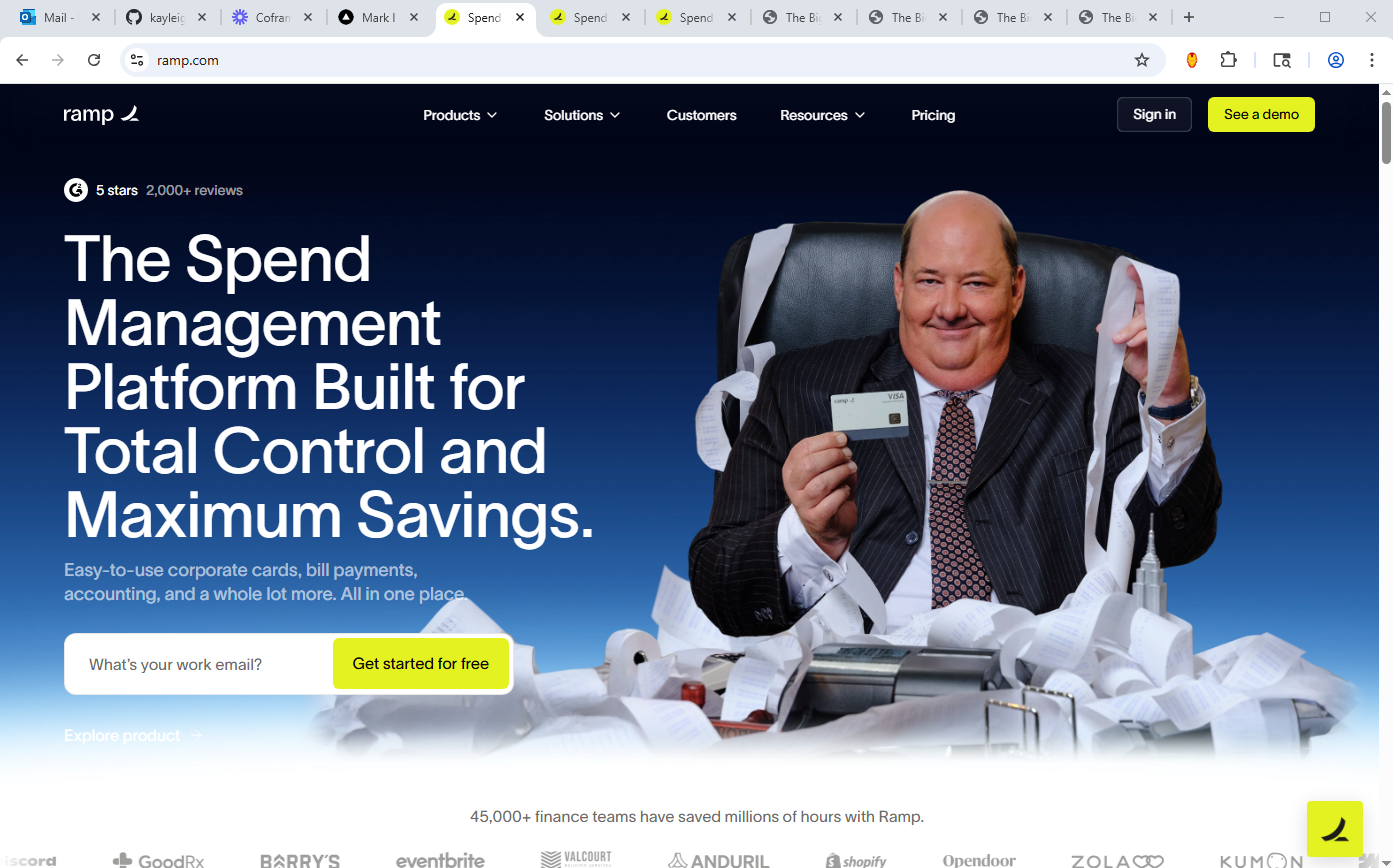 Mail -
kayleig
Cofran
Mark I
Spend
Spend
Spend
The Big
The Bi
The Bi
The Bi
ramp.com
ramp
Products
Solutions
Customers
Resources
Pricing
Sign in
See a demo
5 stars 2,000+ reviews
The Spend
Management
Platform Built for
Total Control and
Maximum Savings.
Easy-to-use corporate cards, bill payments,
accounting, and a whole lot more. All in one place.
ramp
VISA
What's your work email?
Get started for free
Explore product →
45,000+ finance teams have saved millions of hours with Ramp.
iscord
GoodRx
BARRY'S
eventbrite
VALCOURT
ANDURIL
shopify
Opendoor
ZOLA
KUMON